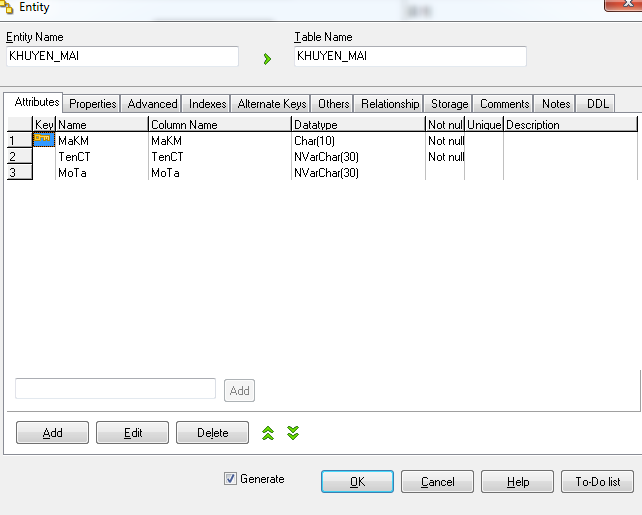 Entity
Entity Name
Table Name
KHUYEN_MAI
KHUYEN_MAI
Attributes Properties Advanced Indexes Alternate Keys Others Relationship Storage Comments Notes DDL
Key Name Column Name Datatype Not nul Unique Description
1 MaKM MaKM Char(10) Not null
2 TenCT TenCT NVarChar(30) Not null
3 MoTa MoTa NVarChar(30)
Add
Add Edit Delete
Generate OK Cancel Help To-Do list